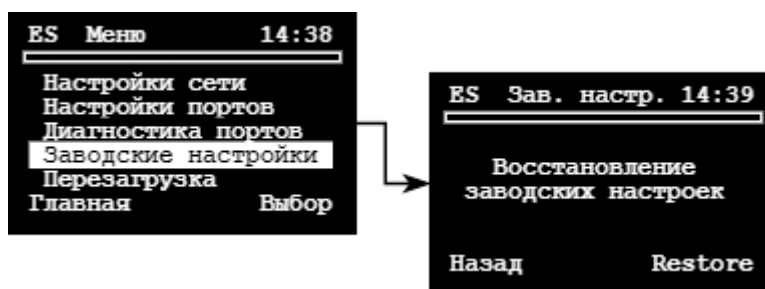 ES Меню 14:38
Настройки сети
Настройки портов
Диагностика портов
Заводские настройки
Перезагрузка
Главная Выбор
ES Зав. настр. 14:39
Восстановление
заводских настроек
Назад Restore